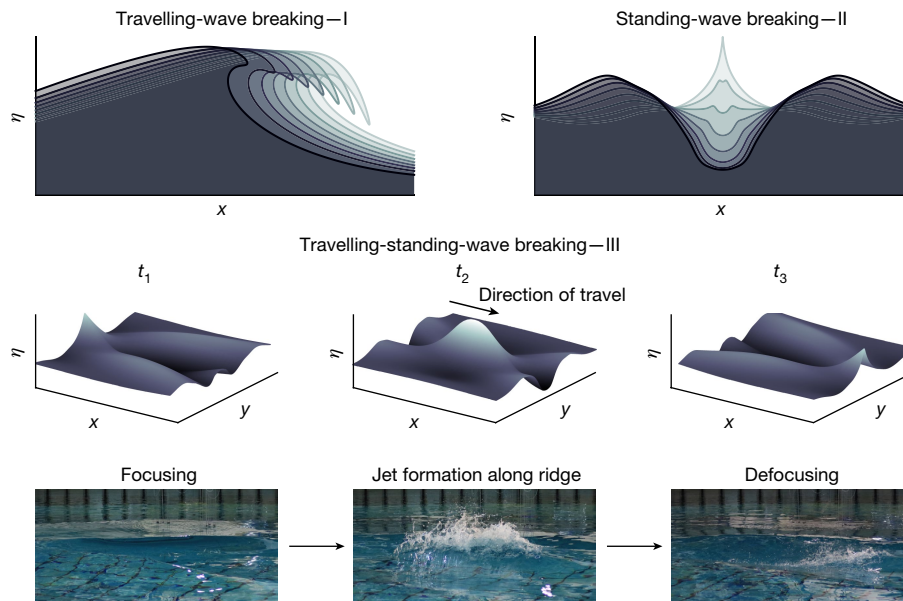 Travelling-wave breaking—I
Standing-wave breaking—II
η
x
η
x
Travelling-standing-wave breaking—III
t1
t2
t3
Direction of travel
η
x
y
η
x
y
η
x
y
Focusing
Jet formation along ridge
Defocusing